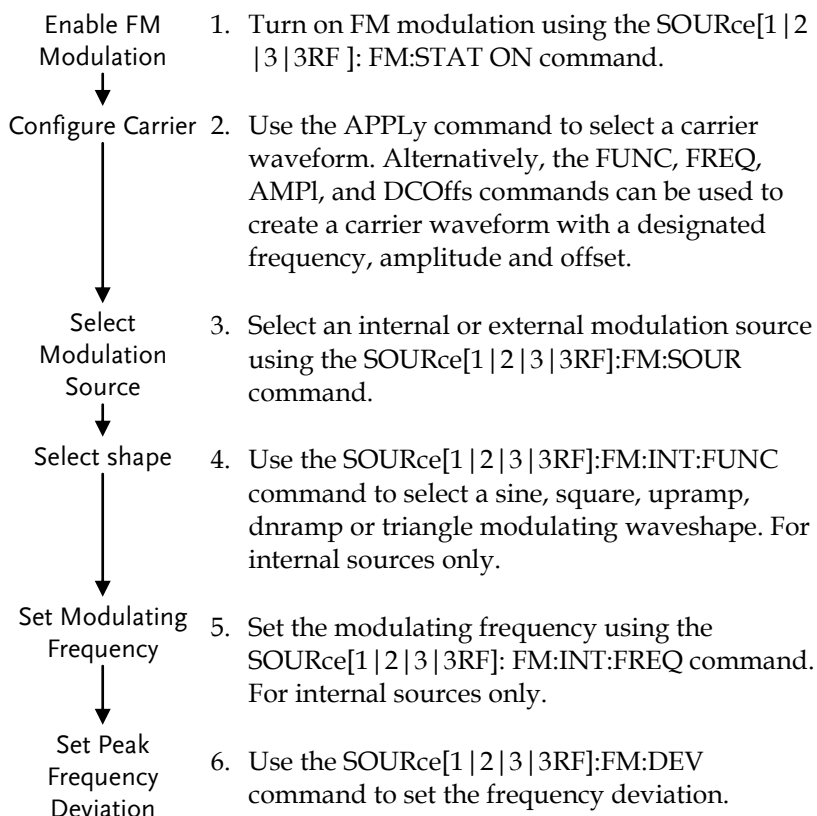 Enable FM
Modulation
1. Turn on FM modulation using the SOURce[1|2
|3|3RF ]: FM:STAT ON command.
Configure Carrier
2. Use the APPLy command to select a carrier
waveform. Alternatively, the FUNC, FREQ,
AMPl, and DCOffs commands can be used to
create a carrier waveform with a designated
frequency, amplitude and offset.
Select
Modulation
Source
3. Select an internal or external modulation source
using the SOURce[1|2|3|3RF]:FM:SOUR
command.
Select shape
4. Use the SOURce[1|2|3|3RF]:FM:INT:FUNC
command to select a sine, square, upramp,
dnramp or triangle modulating waveshape. For
internal sources only.
Set Modulating
Frequency
5. Set the modulating frequency using the
SOURce[1|2|3|3RF]: FM:INT:FREQ command.
For internal sources only.
Set Peak
Frequency
Deviation
6. Use the SOURce[1|2|3|3RF]:FM:DEV
command to set the frequency deviation.